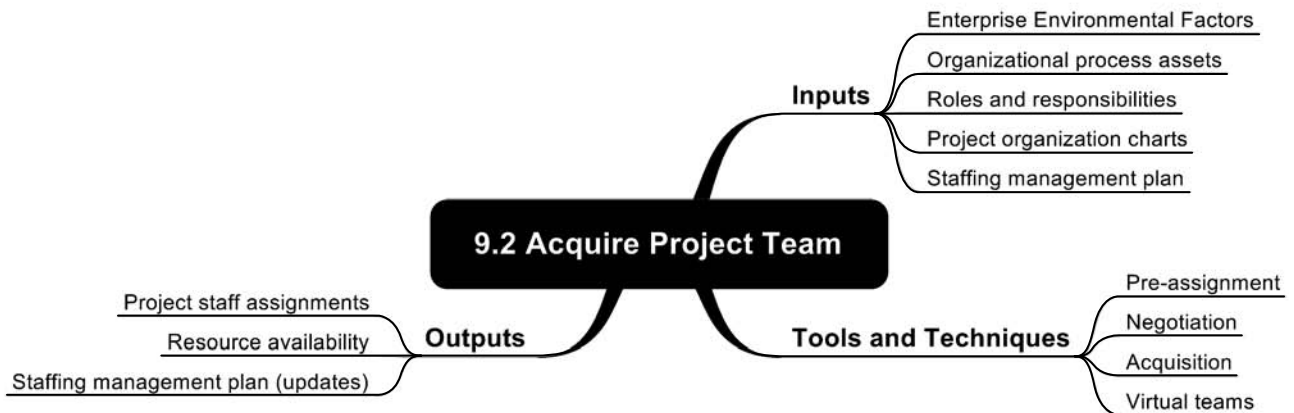 Enterprise Environmental Factors
Organizational process assets
Inputs
Roles and responsibilities
Project organization charts
Staffing management plan
9.2 Acquire Project Team
Pre-assignment
Negotiation
Tools and Techniques
Acquisition
Virtual teams
Project staff assignments
Outputs
Resource availability
Staffing management plan (updates)